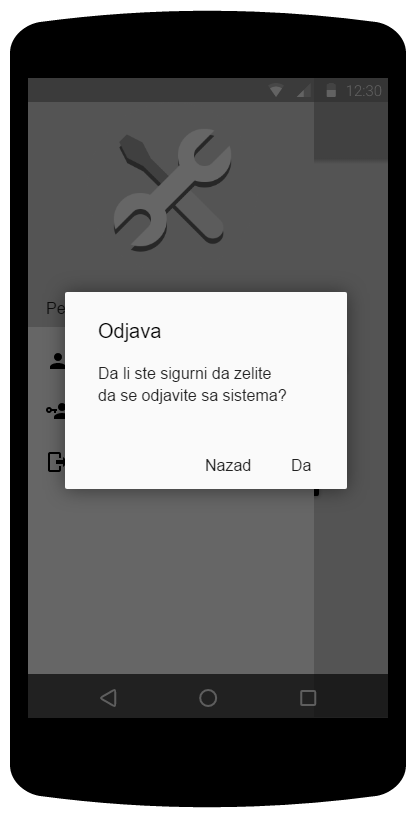 12:30
Pe
Odjava
Da li ste sigurni da zelite
da se odjavite sa sistema?
Nazad Da